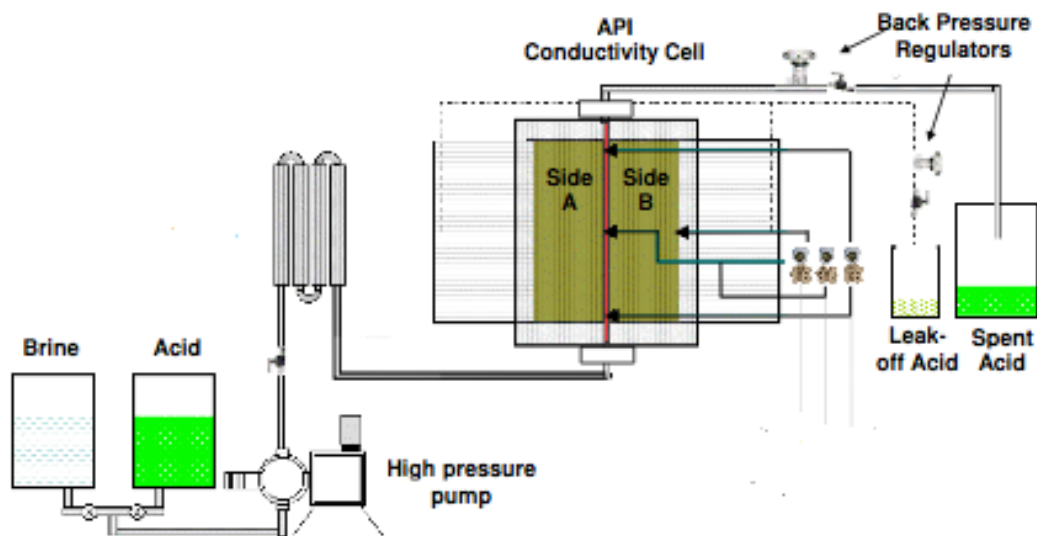 API
Conductivity Cell
Back Pressure
Regulators
Side
A
Side
B
Brine
Acid
High pressure
pump
Leak-
off Acid
Spent
Acid